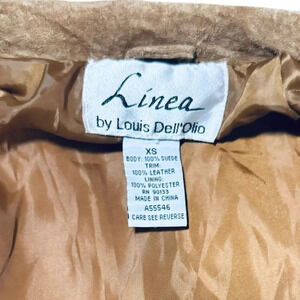 Linea
by Louis Dell'Olio
XS
BODY: 100% SUEDE
TRIM:
100% LEATHER
LINING:
100% POLYESTER
RN 90133
MADE IN CHINA
A55546
CARE SEE REVERSE